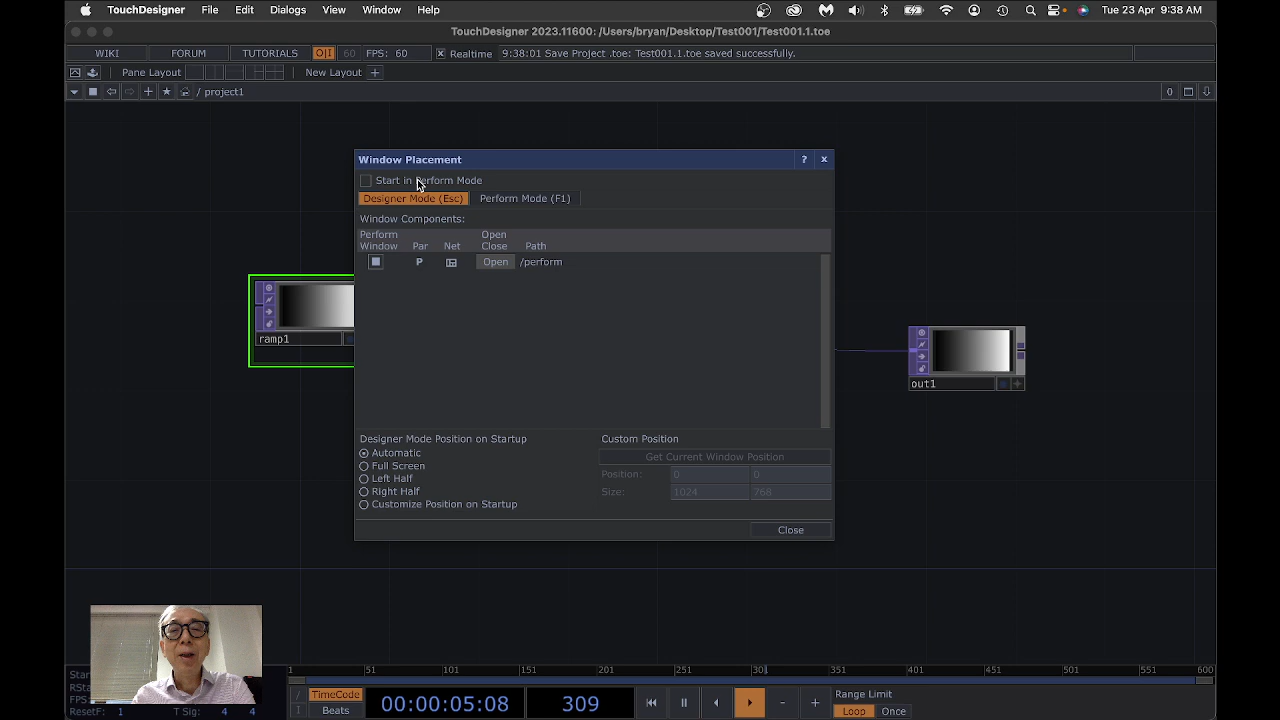 TouchDesigner File Edit Dialogs View Window Help Tue 23 Apr 9:38 AM
TouchDesigner 2023.11600: /Users/bryan/Desktop/Test001/Test001.1.toe
WIKI FORUM TUTORIALS O|I 60 FPS: 60 Realtime 9:38:01 Save Project .toe: Test001.1.toe saved successfully.
Pane Layout New Layout +
/ project1 0
Window Placement ? x
Start in Perform Mode
Designer Mode (Esc) Perform Mode (F1)
Window Components:
Perform Window Par Net Open Close Path
P Open /perform
ramp1
out1
Designer Mode Position on Startup
Automatic
Full Screen
Left Half
Right Half
Customize Position on Startup
Custom Position
Get Current Window Position
Position: 0 0
Size: 1024 768
Close
1 51 101 151 201 251 301 351 401 451 501 551 600
TimeCode
Beats
00:00:05:08 309
Range Limit
Loop Once
ResetF: 1 T Sig: 4 4